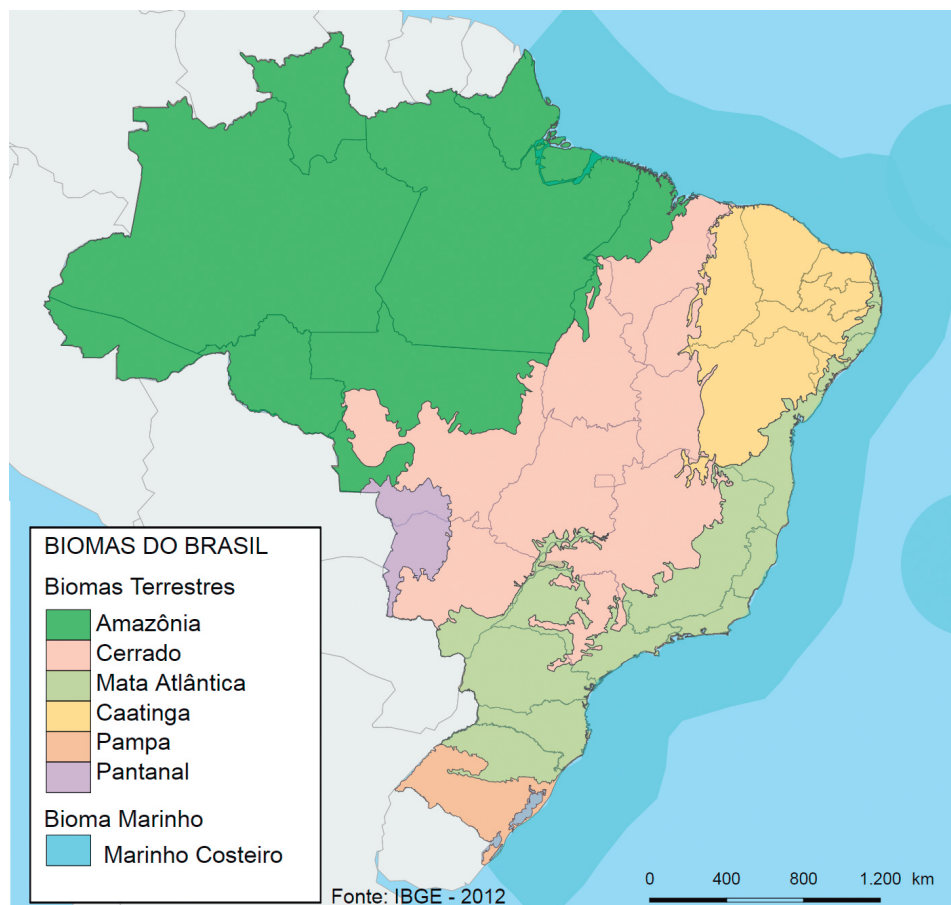 BIOMAS DO BRASIL
Biomas Terrestres
Amazônia
Cerrado
Mata Atlântica
Caatinga
Pampa
Pantanal
Bioma Marinho
Marinho Costeiro
Fonte: IBGE - 2012
0 400 800 1.200 km